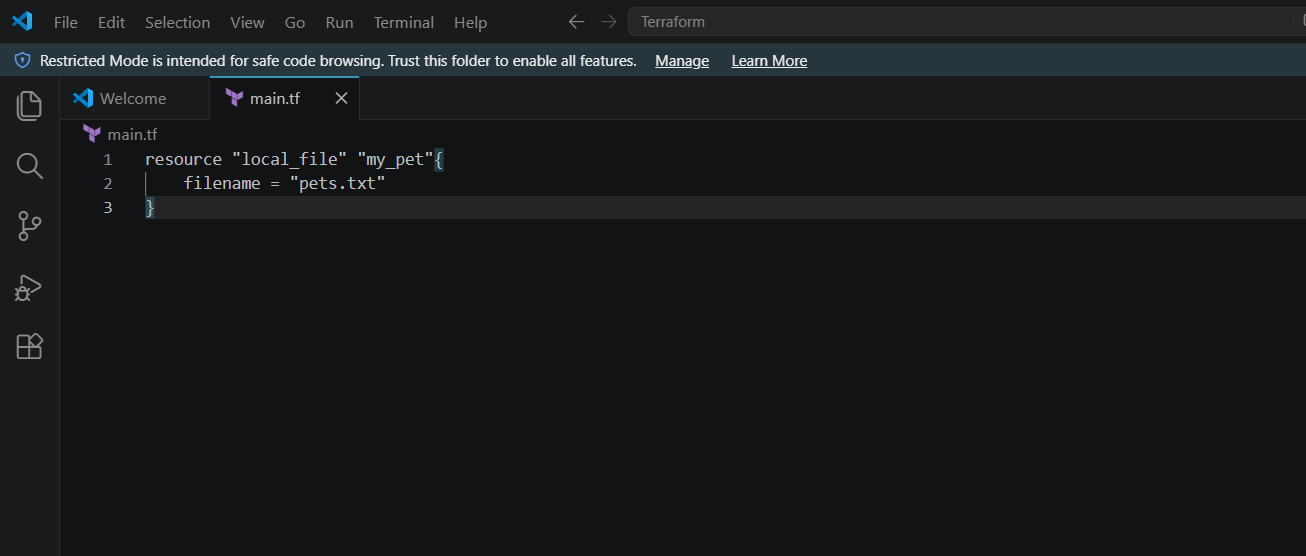 File Edit Selection View Go Run Terminal Help Terraform
Restricted Mode is intended for safe code browsing. Trust this folder to enable all features. Manage Learn More
Welcome main.tf
main.tf
1 resource "local_file" "my_pet"{
2     filename = "pets.txt"
3 }